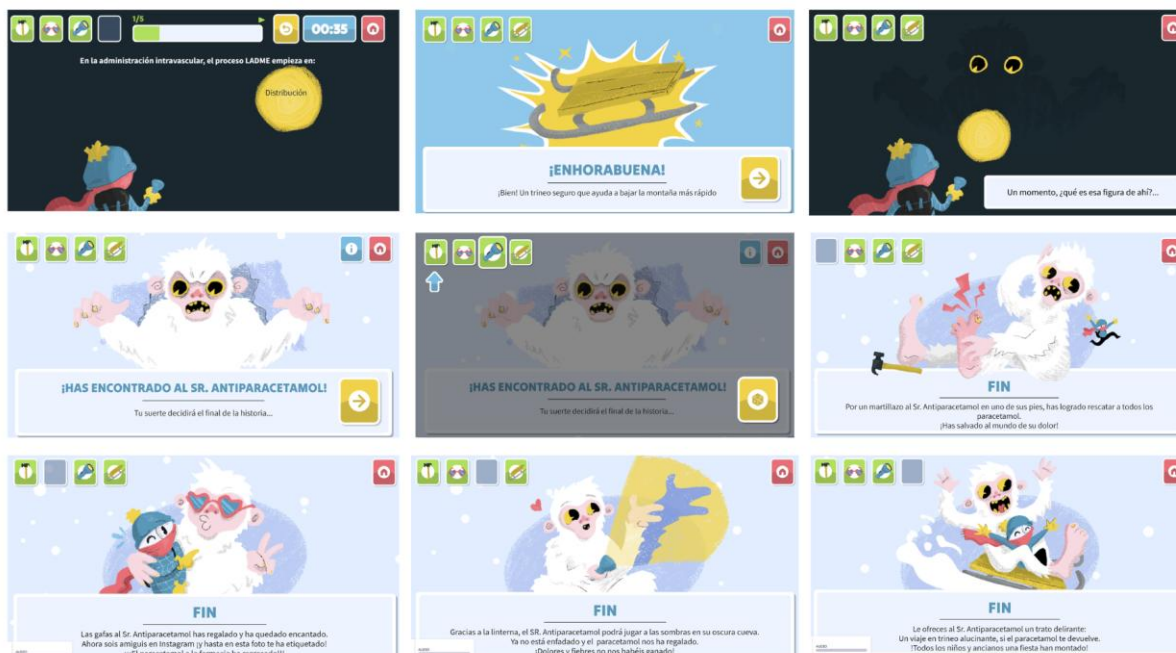 1/5
00:35
En la administración intravascular, el proceso LADME empieza en:
Distribución
¡ENHORABUENA!
¡Bien! Un trineo seguro que ayuda a bajar la montaña más rápido
Un momento, ¿qué es esa figura de ahí?...
¡HAS ENCONTRADO AL SR. ANTIPARACETAMOL!
Tu suerte decidirá el final de la historia...
¡HAS ENCONTRADO AL SR. ANTIPARACETAMOL!
Tu suerte decidirá el final de la historia...
FIN
Por un martillazo al Sr. Antiparacetamol en uno de sus pies, has logrado rescatar a todos los
paracetamol.
¡Has salvado al mundo de su dolor!
FIN
Las gafas al Sr. Antiparacetamol has regalado y ha quedado encantado.
Ahora sois amiguis en Instagram ¡y hasta en esta foto te ha etiquetado!
FIN
Gracias a la linterna, el SR. Antiparacetamol podrá jugar a las sombras en su oscura cueva.
Ya no está enfadado y el paracetamol nos ha regalado.
¡Dolores y fiebres no nos habéis ganado!
FIN
Le ofreces al Sr. Antiparacetamol un trato delirante:
Un viaje en trineo alucinante, si el paracetamol te devuelve.
!Todos los niños y ancianos una fiesta han montado!